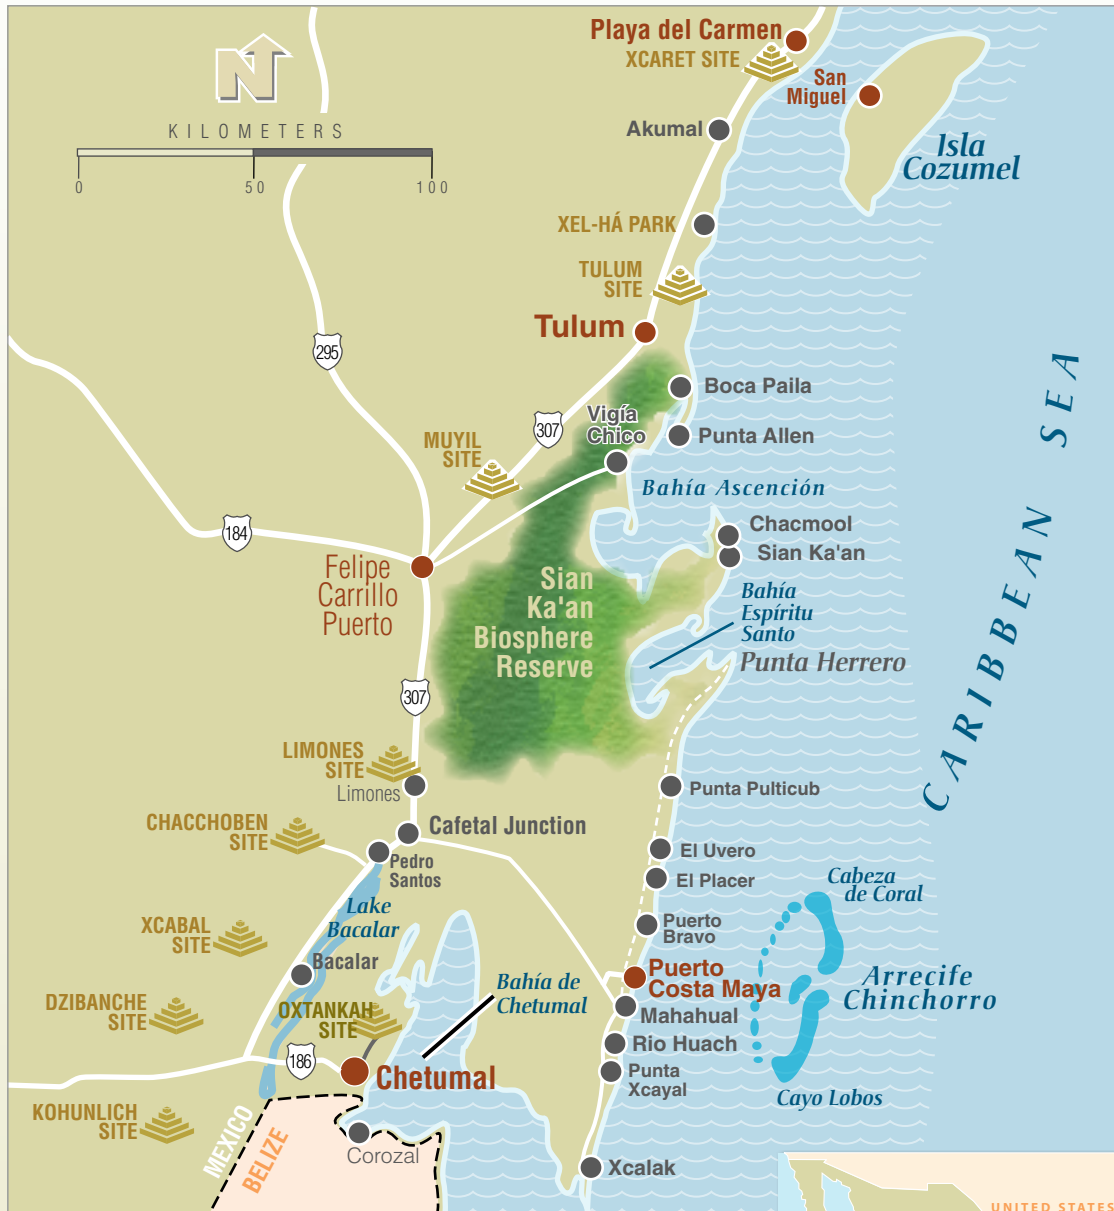 Playa del Carmen
XCARET SITE
San
Miguel
N
KILOMETERS
0 50 100
Akumal
Isla
Cozumel
XEL-HÁ PARK
TULUM
SITE
Tulum
295
Boca Paila
Vigía
Chico
307
Punta Allen
MUYIL
SITE
Bahía Ascención
184
Chacmool
Sian Ka'an
Felipe
Carrillo
Puerto
Sian
Ka'an
Biosphere
Reserve
Bahía
Espíritu
Santo
Punta Herrero
CARIBBEAN SEA
307
LIMONES
SITE
Limones
Punta Pulticub
CHACCHOBEN
SITE
Cafetal Junction
Pedro
Santos
El Uvero
El Placer
Cabeza
de Coral
Lake
Bacalar
XCABAL
SITE
Puerto
Bravo
Bacalar
Bahía de
Chetumal
Puerto
Costa Maya
Arrecife
Chinchorro
DZIBANCHE
SITE
OXTANKAH
SITE
Mahahual
Rio Huach
186
Chetumal
Punta
Xcayal
Cayo Lobos
KOHUNLICH
SITE
MEXICO
BELIZE
Corozal
Xcalak
UNITED STATES